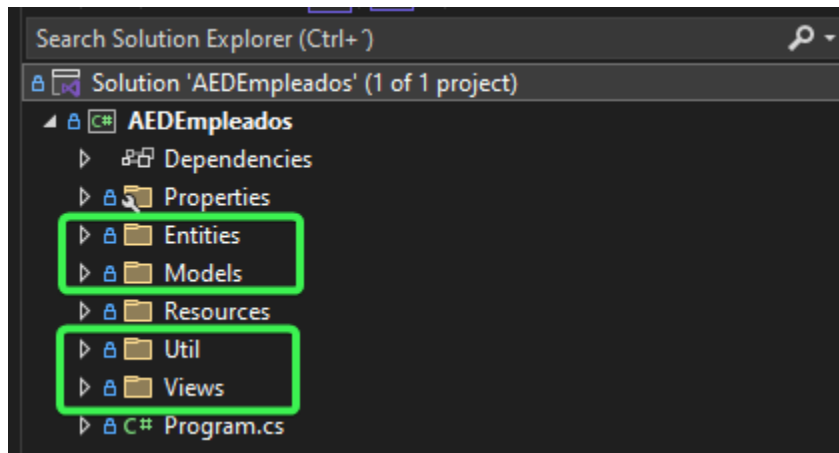 Search Solution Explorer (Ctrl+´)
Solution 'AEDEmpleados' (1 of 1 project)
C# AEDEmpleados
Dependencies
Properties
Entities
Models
Resources
Util
Views
C# Program.cs